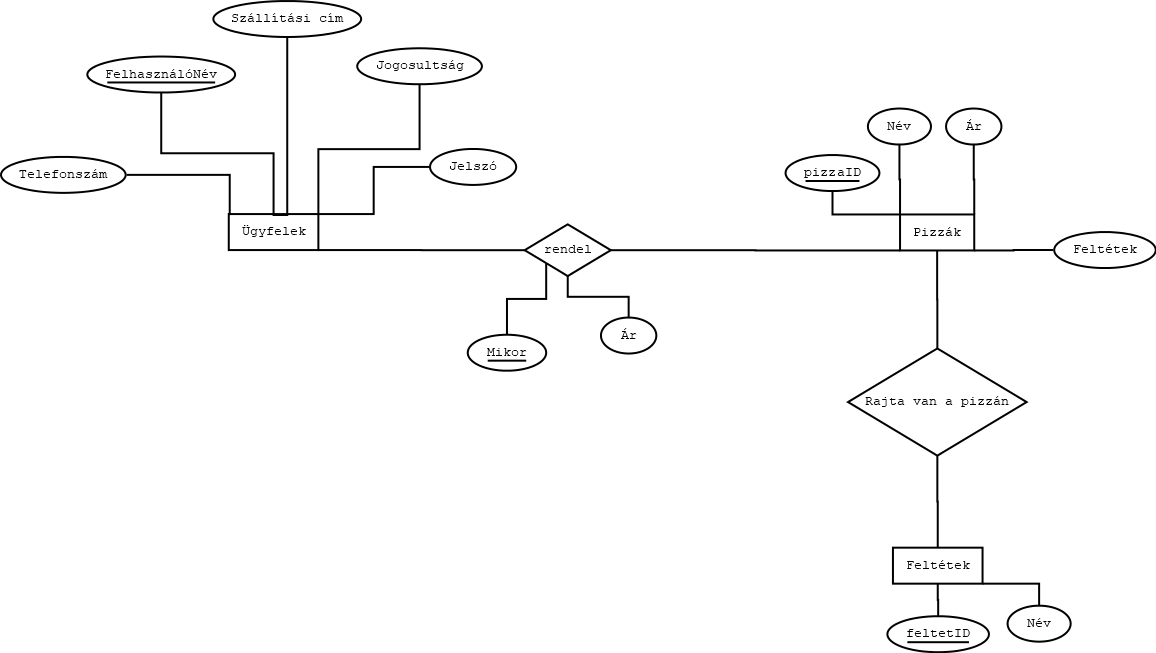 Szállítási cím
FelhasználóNév
Jogosultság
Telefonszám
Jelszó
Ügyfelek
rendel
Mikor
Ár
Név
Ár
pizzaID
Pizzák
Feltétek
Rajta van a pizzán
Feltétek
feltetID
Név